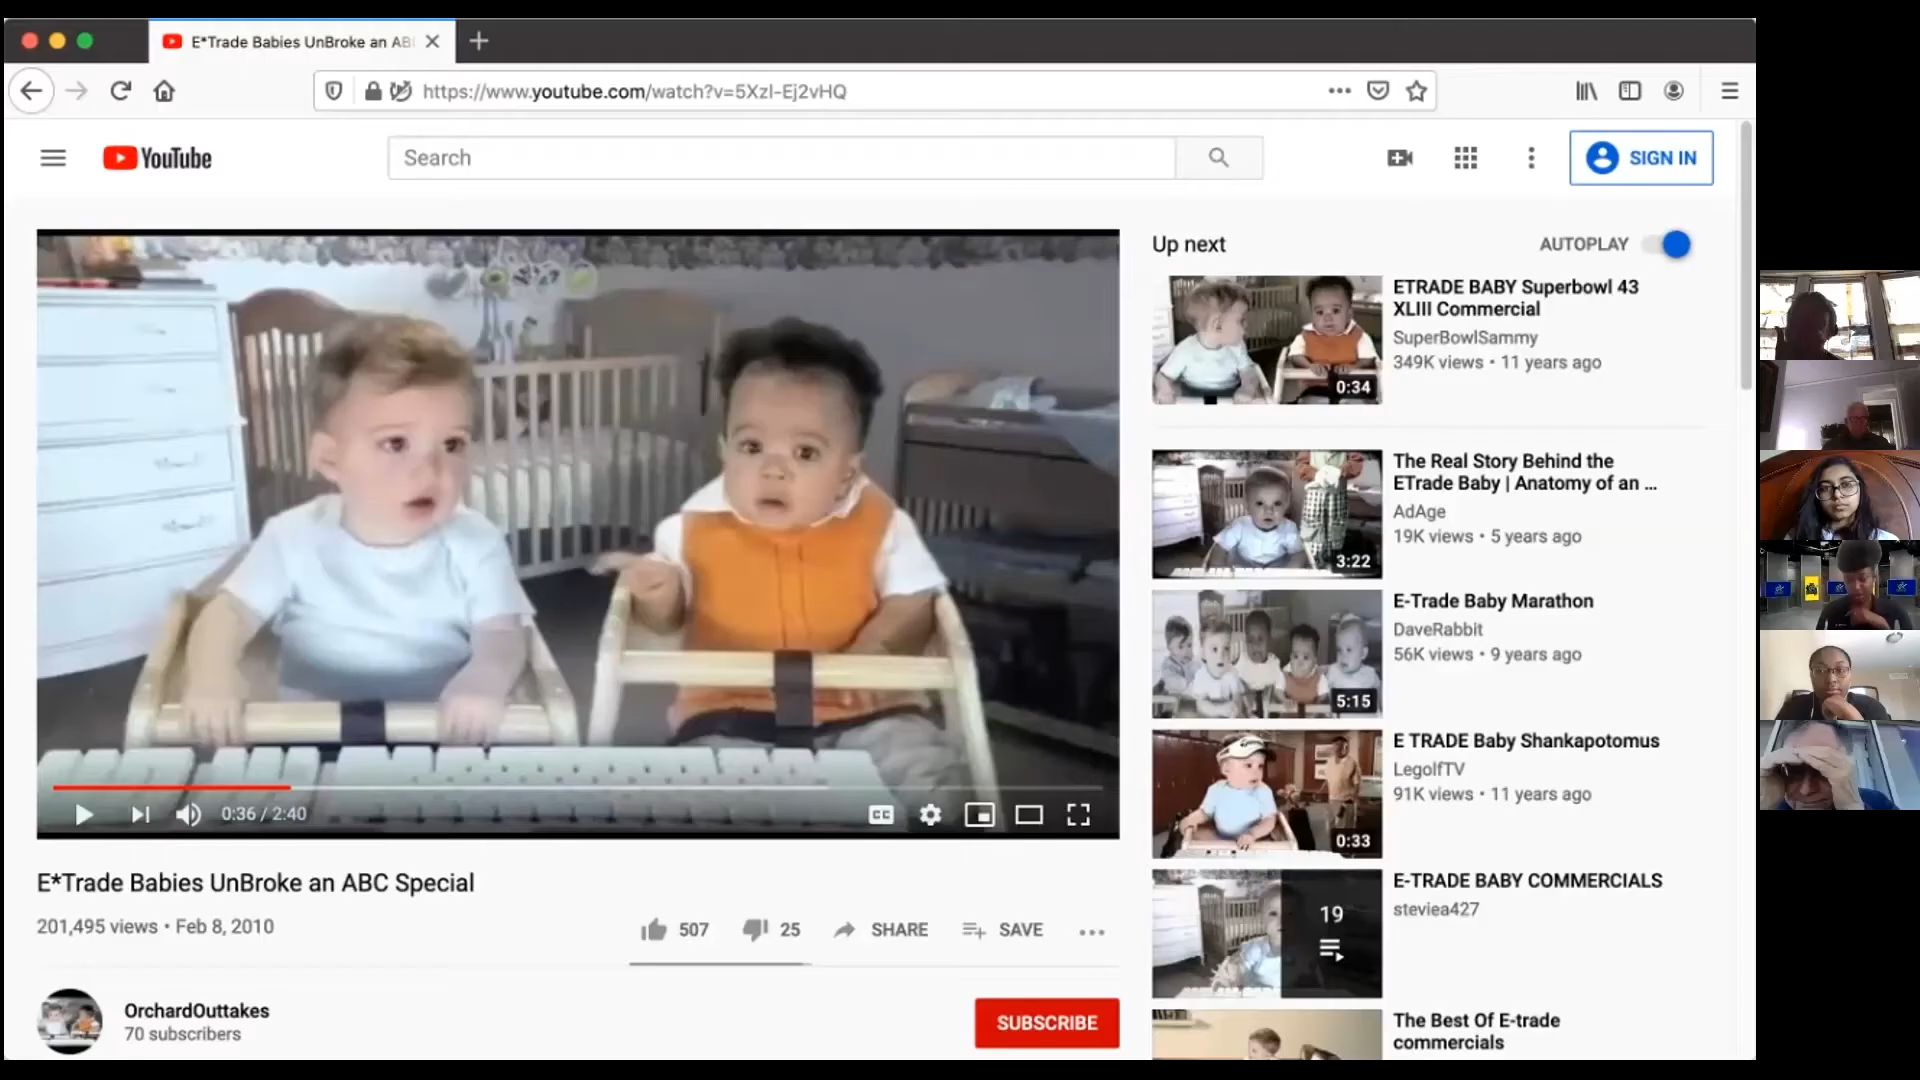 E*Trade Babies UnBroke an AB
https://www.youtube.com/watch?v=5XzI-Ej2vHQ
YouTube
Search
SIGN IN
Up next
AUTOPLAY
ETRADE BABY Superbowl 43
XLIII Commercial
SuperBowlSammy
349K views • 11 years ago
0:34
The Real Story Behind the
ETrade Baby | Anatomy of an ...
AdAge
19K views • 5 years ago
3:22
E-Trade Baby Marathon
DaveRabbit
56K views • 9 years ago
5:15
E TRADE Baby Shankapotomus
LegolfTV
91K views • 11 years ago
0:33
E-TRADE BABY COMMERCIALS
steviea427
19
The Best Of E-trade
commercials
0:36 / 2:40
CC
E*Trade Babies UnBroke an ABC Special
201,495 views • Feb 8, 2010
507
25
SHARE
SAVE
OrchardOuttakes
70 subscribers
SUBSCRIBE